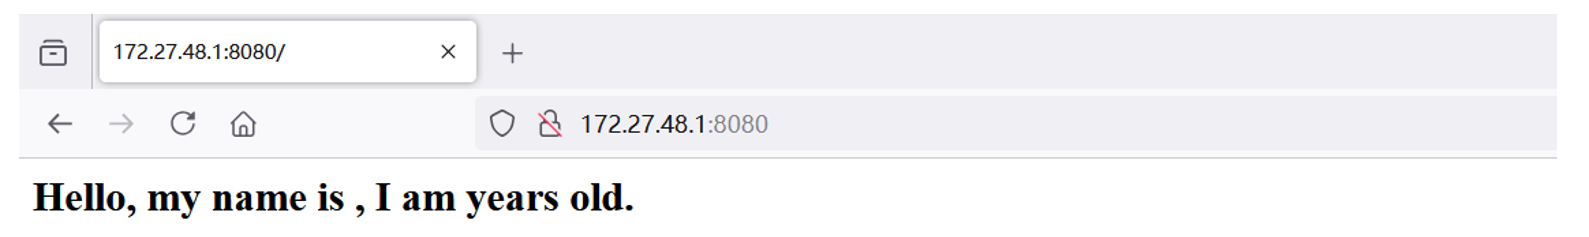 172.27.48.1:8080/
172.27.48.1:8080
Hello, my name is , I am years old.